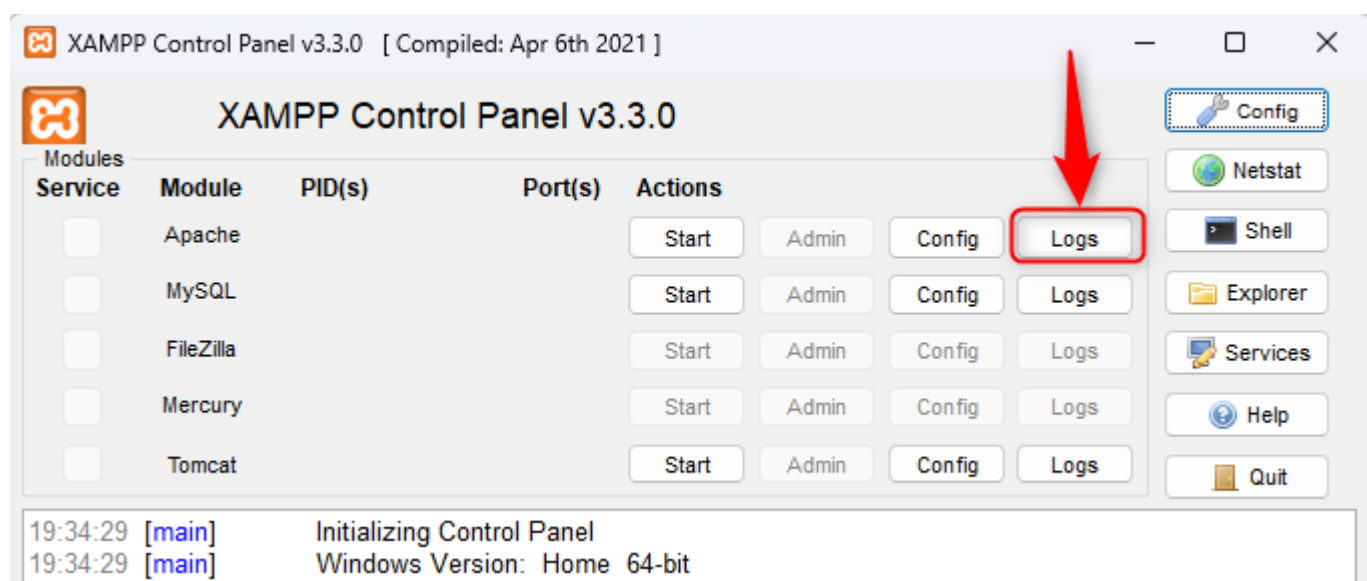 XAMPP Control Panel v3.3.0 [ Compiled: Apr 6th 2021 ]
XAMPP Control Panel v3.3.0
Config
Modules
Netstat
Service Module PID(s) Port(s) Actions
Apache Start Admin Config Logs
Shell
MySQL Start Admin Config Logs
Explorer
FileZilla Start Admin Config Logs
Services
Mercury Start Admin Config Logs
Help
Tomcat Start Admin Config Logs
Quit
19:34:29 [main] Initializing Control Panel
19:34:29 [main] Windows Version: Home 64-bit